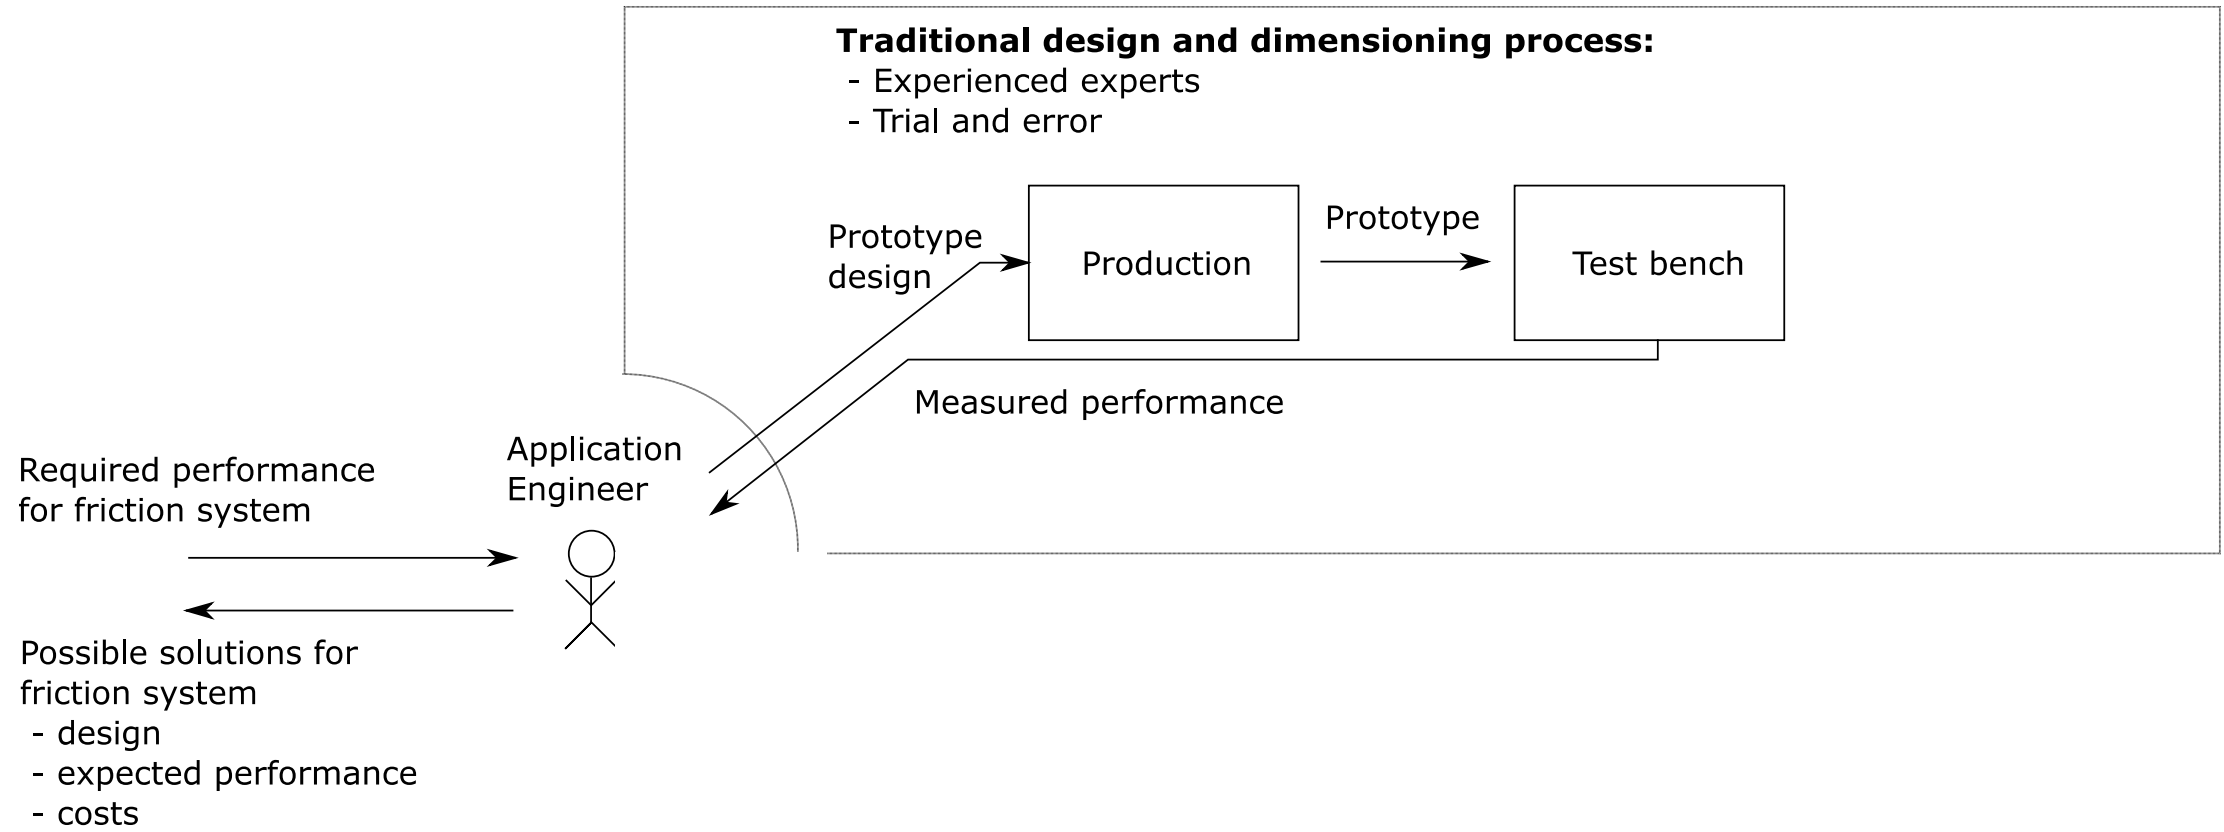 Traditional design and dimensioning process:
- Experienced experts
- Trial and error
Prototype
design
Production
Prototype
Test bench
Measured performance
Application
Engineer
Required performance
for friction system
Possible solutions for
friction system
- design
- expected performance
- costs